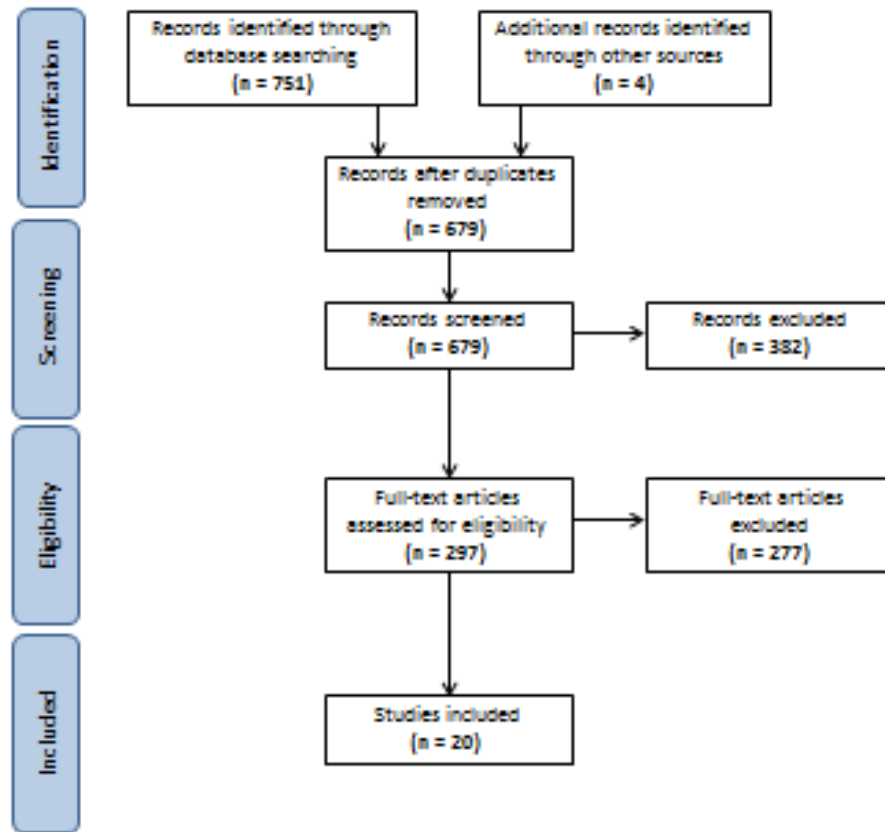 Identification
Records identified through
database searching
(n = 751)
Additional records identified
through other sources
(n = 4)
Records after duplicates
removed
(n = 679)
Screening
Records screened
(n = 679)
Records excluded
(n = 382)
Eligibility
Full-text articles
assessed for eligibility
(n = 297)
Full-text articles
excluded
(n = 277)
Included
Studies included
(n = 20)